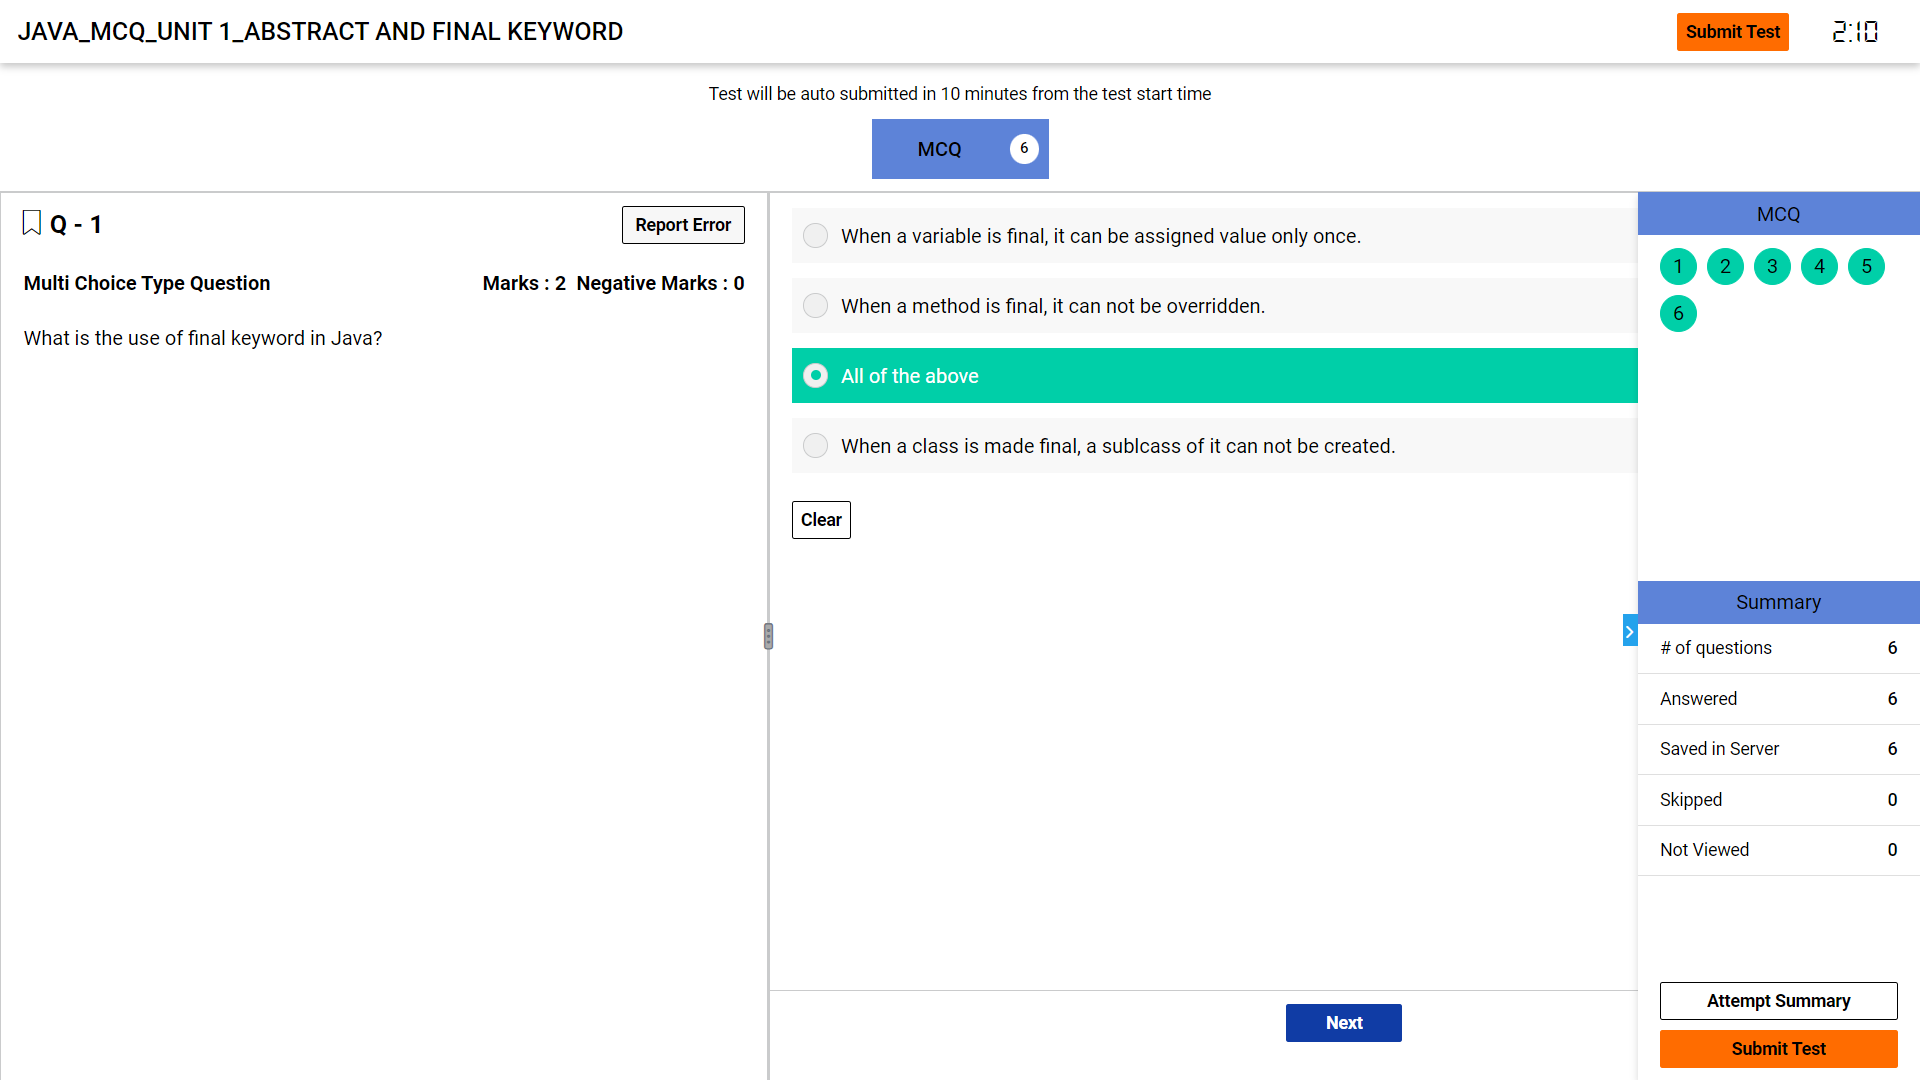 JAVA_MCQ_UNIT 1_ABSTRACT AND FINAL KEYWORD
Submit Test
2:10
Test will be auto submitted in 10 minutes from the test start time
MCQ 6
Q - 1
Report Error
Multi Choice Type Question
Marks : 2 Negative Marks : 0
What is the use of final keyword in Java?
When a variable is final, it can be assigned value only once.
When a method is final, it can not be overridden.
All of the above
When a class is made final, a sublcass of it can not be created.
Clear
Next
MCQ
1 2 3 4 5
6
Summary
# of questions 6
Answered 6
Saved in Server 6
Skipped 0
Not Viewed 0
Attempt Summary
Submit Test